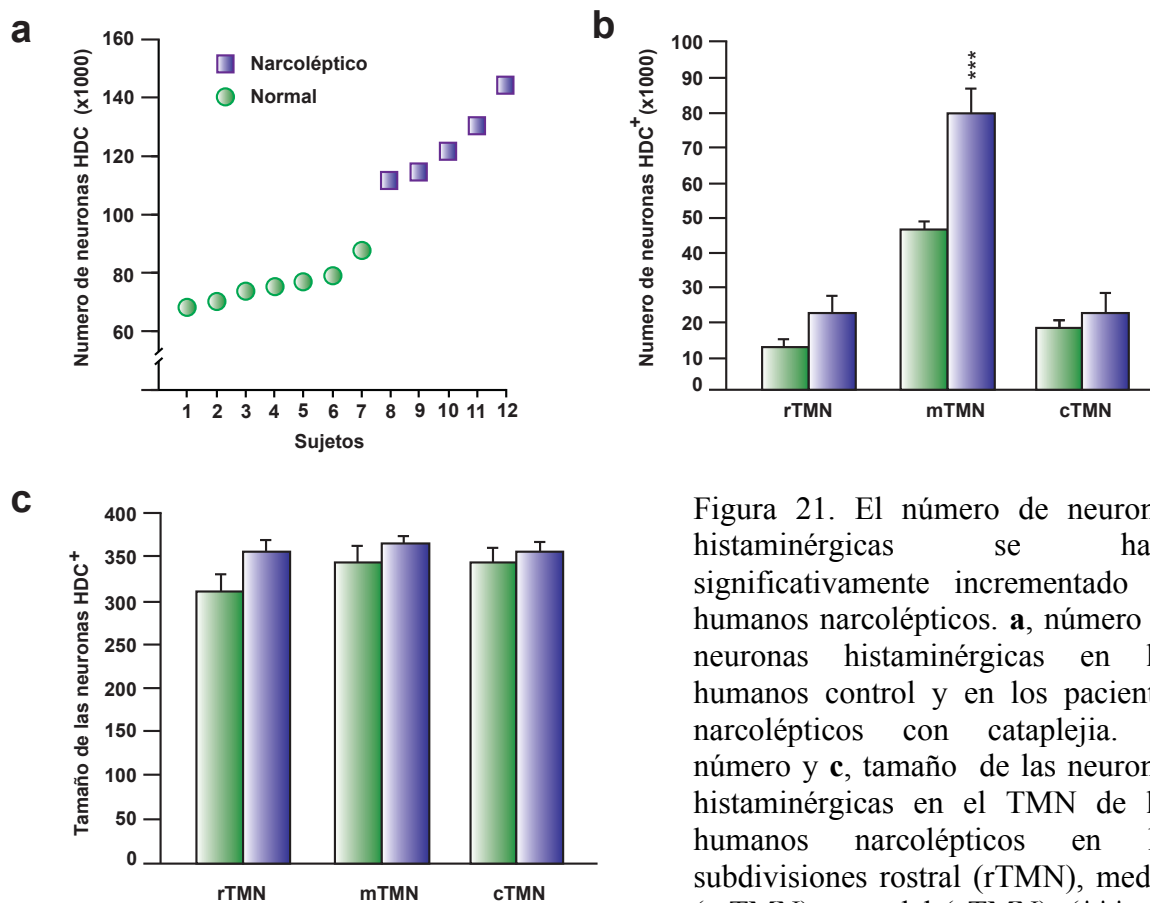 a
Numero de neuronas HDC (x1000)
160
140
120
100
80
60
Narcoléptico
Normal
1 2 3 4 5 6 7 8 9 10 11 12
Sujetos
b
Numero de neuronas HDC+ (x1000)
100
90
80
70
60
50
40
30
20
10
0
***
rTMN mTMN cTMN
c
Tamaño de las neuronas HDC+
400
350
300
250
200
150
100
50
0
rTMN mTMN cTMN
Figura 21. El número de neuron
histaminérgicas se ha
significativamente incrementado
humanos narcolépticos. a, número
neuronas histaminérgicas en
humanos control y en los pacient
narcolépticos con cataplejia.
número y c, tamaño de las neuron
histaminérgicas en el TMN de
humanos narcolépticos en
subdivisiones rostral (rTMN), med